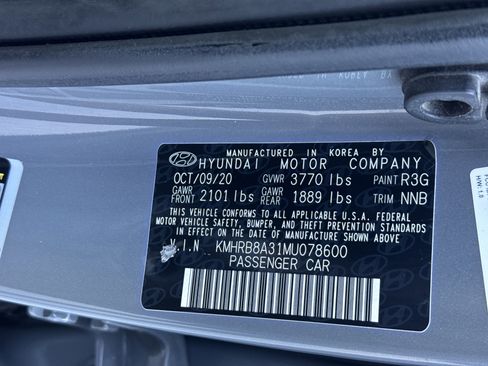 MANUFACTURED IN KOREA BY
HYUNDAI MOTOR COMPANY
OCT/09/20 GVWR 3770 lbs PAINT R3G
GAWR FRONT 2101 lbs GAWR REAR 1889 lbs TRIM NNB
THIS VEHICLE CONFORMS TO ALL APPLICABLE U.S.A. FEDERAL
MOTOR VEHICLE SAFETY, BUMPER, AND THEFT PREVENTION STANDARDS
IN EFFECT ON THE DATE OF MANUFACTURE SHOWN ABOVE.
V.I.N KMHRB8A31MU078600
PASSENGER CAR